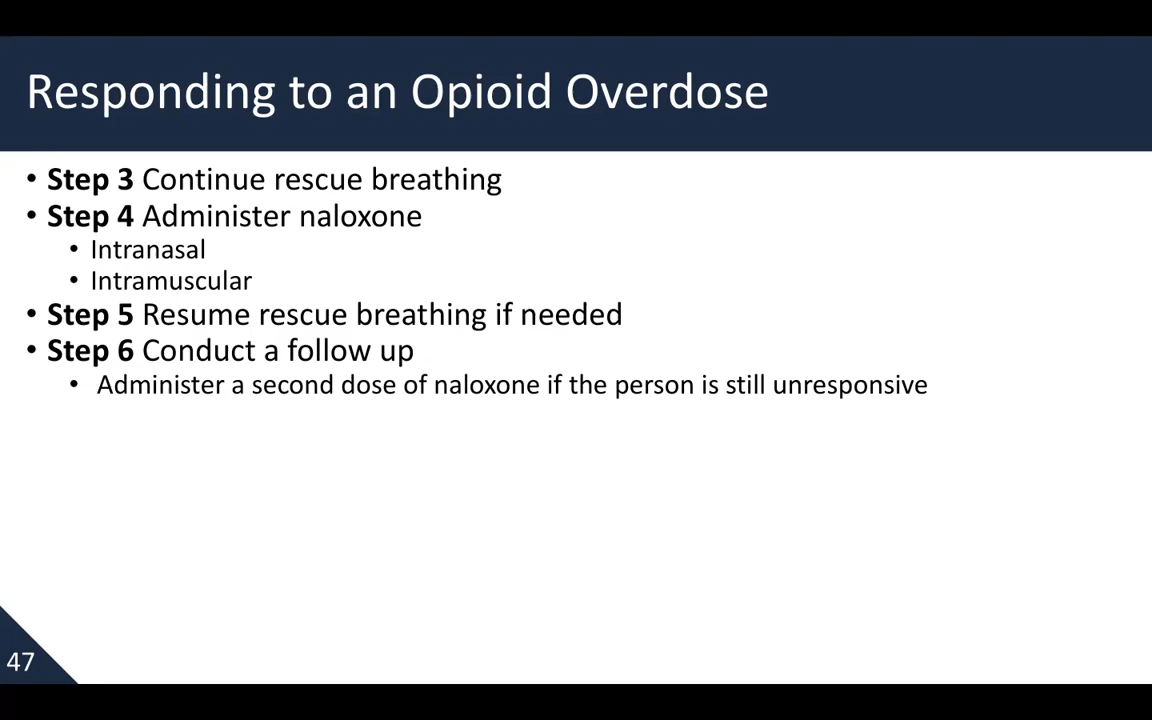 Responding to an Opioid Overdose
• Step 3 Continue rescue breathing
• Step 4 Administer naloxone
• Intranasal
• Intramuscular
• Step 5 Resume rescue breathing if needed
• Step 6 Conduct a follow up
• Administer a second dose of naloxone if the person is still unresponsive
47